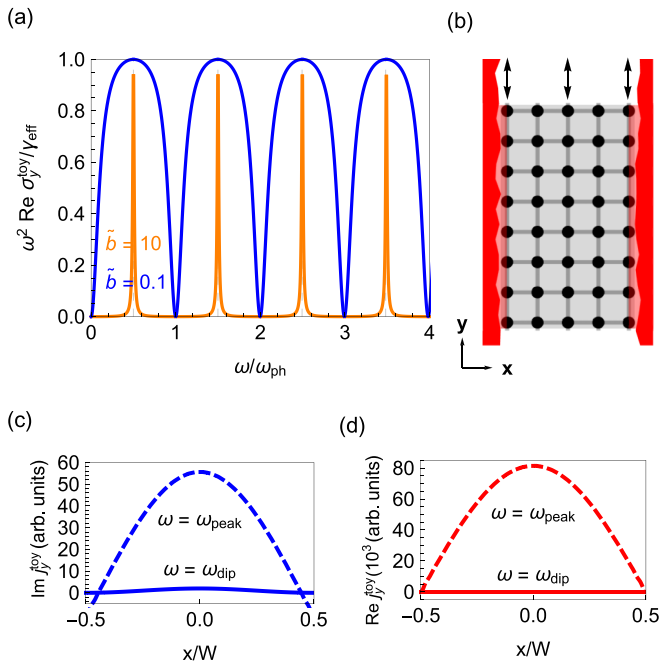 (a)
(b)
ω² Re σ_y^toy/γ_eff
1.0
0.8
0.6
0.4
0.2
0.0
b̃ = 10
b̃ = 0.1
0 1 2 3 4
ω/ω_ph
y
x
(c)
(d)
Im j_y^toy (arb. units)
60
50
40
30
20
10
0
ω = ω_peak
ω = ω_dip
−0.5 0.0 0.5
x/W
Re j_y^toy (10³ (arb. units)
80
60
40
20
0
ω = ω_peak
ω = ω_dip
−0.5 0.0 0.5
x/W